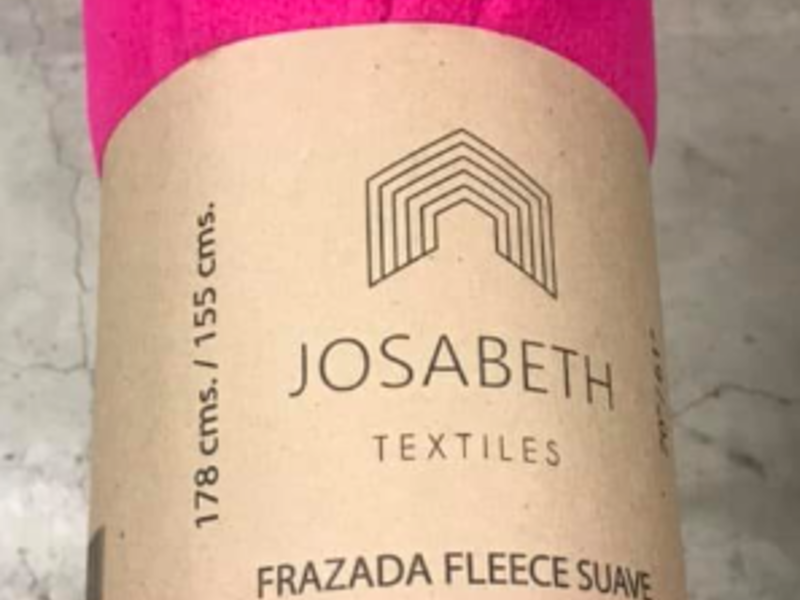 178 cms. / 155 cms.
JOSABETH
TEXTILES
FRAZADA FLEECE SUAVE